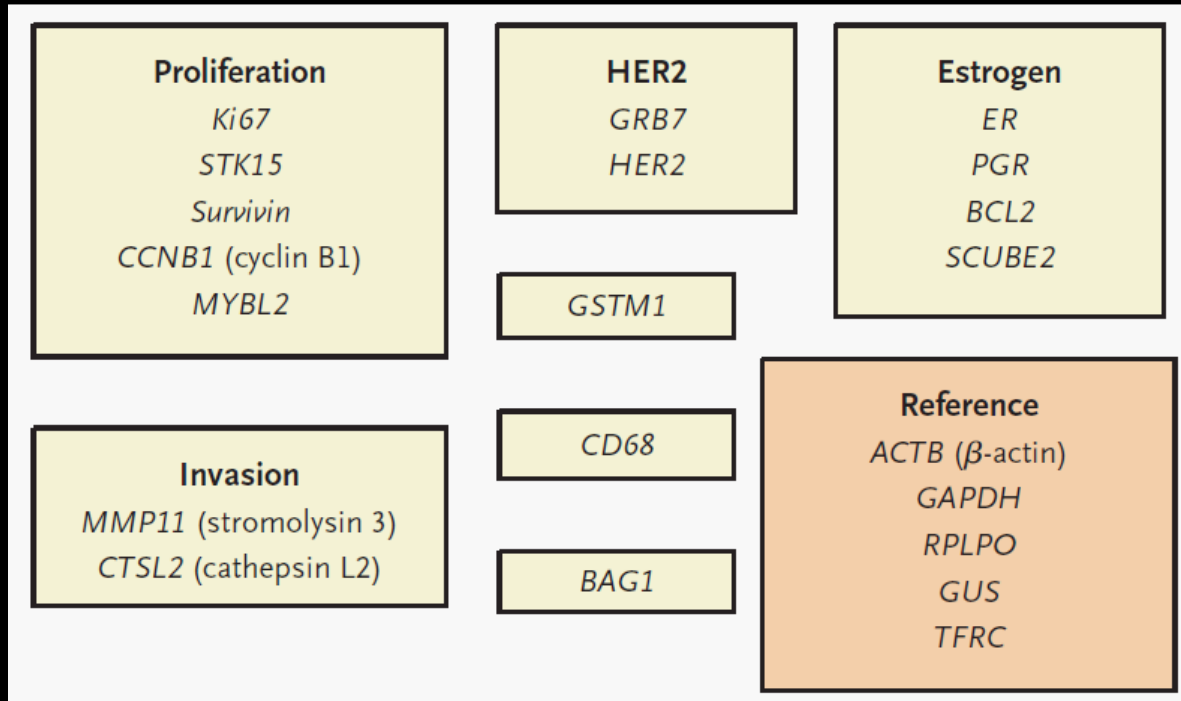 Proliferation
Ki67
STK15
Survivin
CCNB1 (cyclin B1)
MYBL2
HER2
GRB7
HER2
Estrogen
ER
PGR
BCL2
SCUBE2
GSTM1
CD68
BAG1
Invasion
MMP11 (stromolysin 3)
CTSL2 (cathepsin L2)
Reference
ACTB (β-actin)
GAPDH
RPLPO
GUS
TFRC